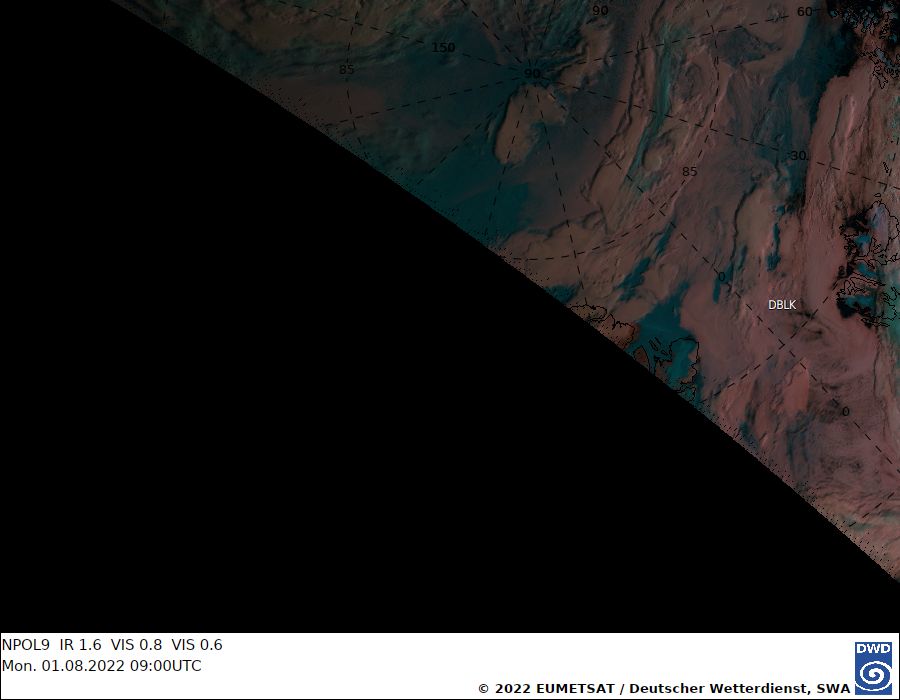 90
60
150
85
90
30
85
0
DBLK
0
NPOL9 IR 1.6 VIS 0.8 VIS 0.6
Mon. 01.08.2022 09:00UTC
DWD
© 2022 EUMETSAT / Deutscher Wetterdienst, SWA